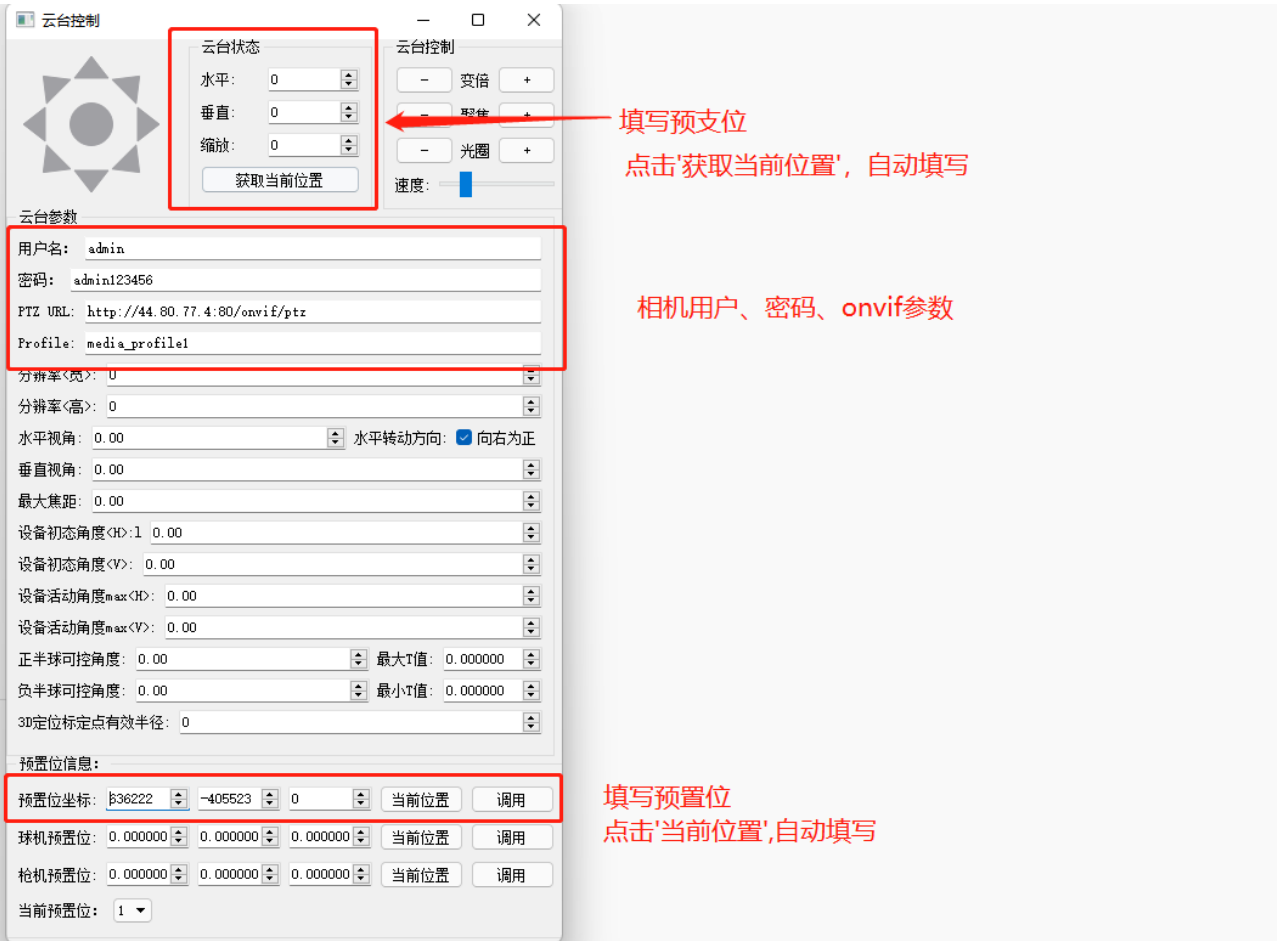 云台控制
云台状态
云台控制
水平: 0
- 变倍 +
垂直: 0
- 聚焦 +
填写预支位
缩放: 0
- 光圈 +
点击'获取当前位置'，自动填写
获取当前位置
速度:
云台参数
用户名: admin
密码: admin123456
PTZ URL: http://44.80.77.4:80/onvif/ptz
相机用户、密码、onvif参数
Profile: media_profile1
分辨率<宽>: 0
分辨率<高>: 0
水平视角: 0.00 水平转动方向: 向右为正
垂直视角: 0.00
最大焦距: 0.00
设备初态角度<H>:l 0.00
设备初态角度<V>: 0.00
设备活动角度max<H>: 0.00
设备活动角度max<V>: 0.00
正半球可控角度: 0.00 最大T值: 0.000000
负半球可控角度: 0.00 最小T值: 0.000000
3D定位标定点有效半径: 0
预置位信息:
预置位坐标: 636222 -405523 0 当前位置 调用
填写预置位
点击'当前位置',自动填写
球机预置位: 0.000000 0.000000 0.000000 当前位置 调用
枪机预置位: 0.000000 0.000000 0.000000 当前位置 调用
当前预置位: 1